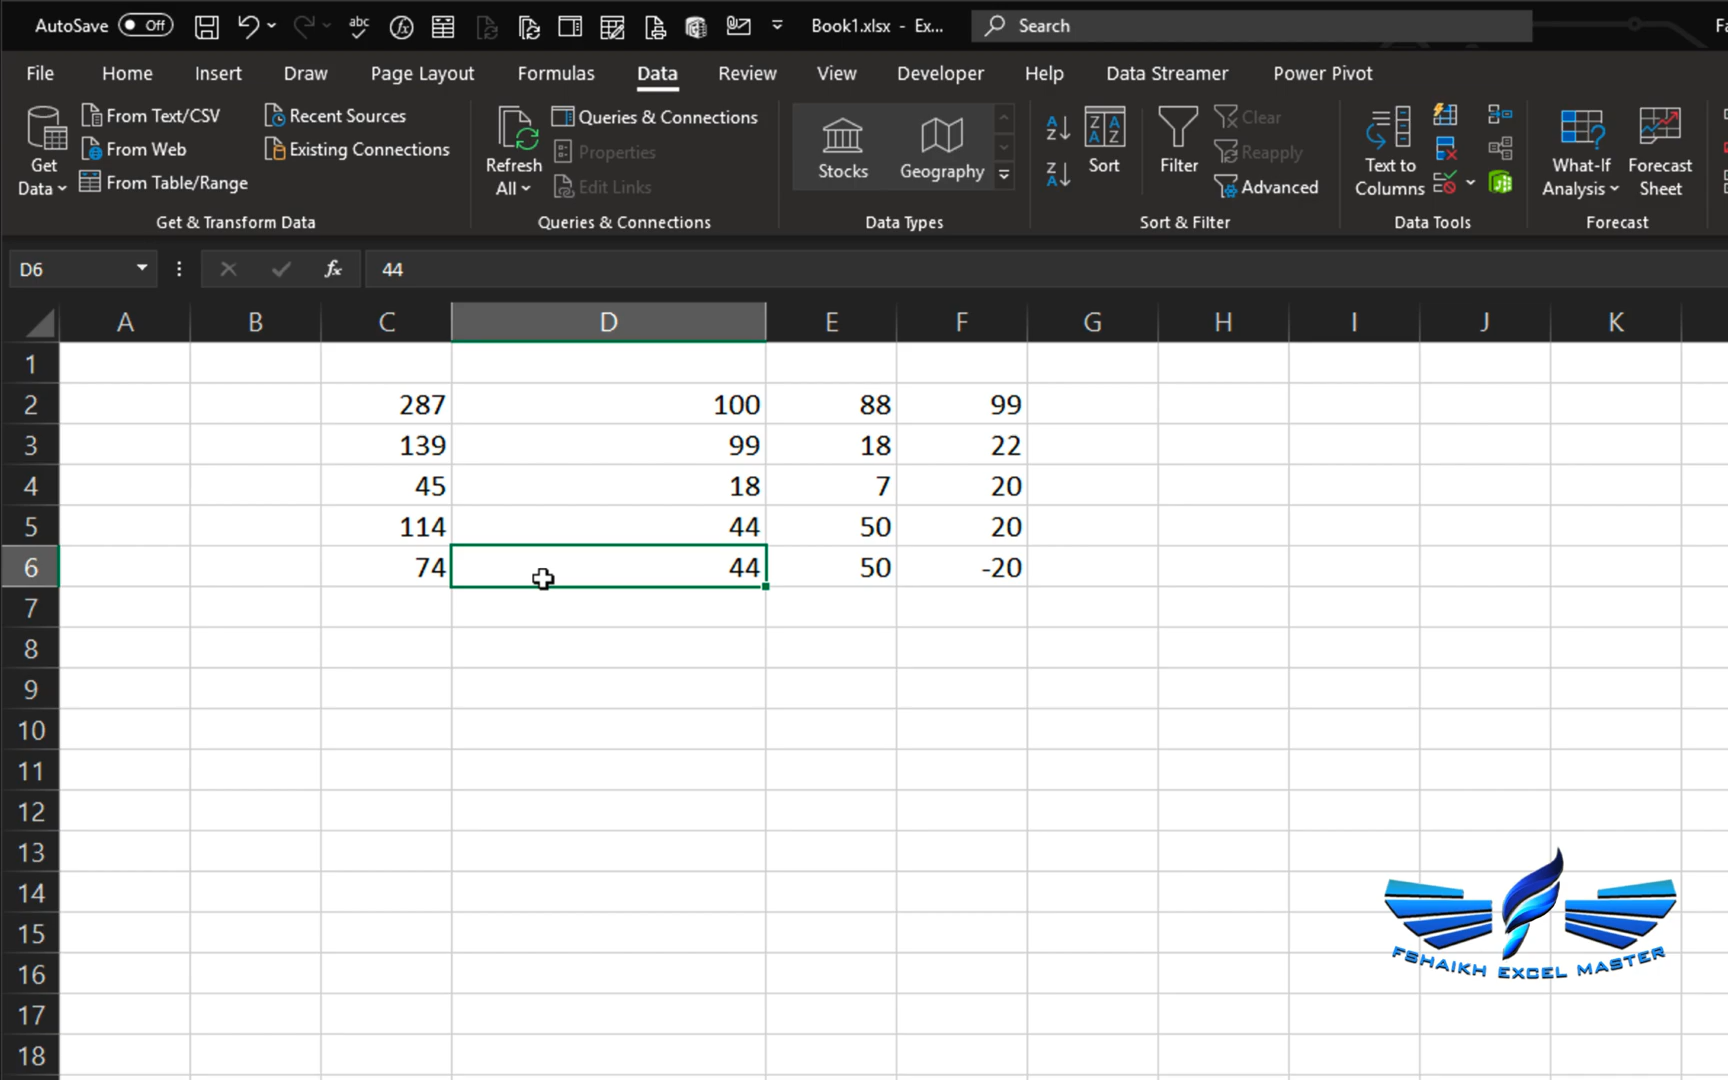 AutoSave Off abc Book1.xlsx - Ex... Search Fa
File Home Insert Draw Page Layout Formulas Data Review View Developer Help Data Streamer Power Pivot
Get Data From Text/CSV From Web From Table/Range Recent Sources Existing Connections
Refresh All Queries & Connections Properties Edit Links
Stocks Geography
Sort Filter Clear Reapply Advanced
Text to Columns What-If Analysis Forecast Sheet
Get & Transform Data Queries & Connections Data Types Sort & Filter Data Tools Forecast
D6 fx 44
A B C D E F G H I J K
1
2 287 100 88 99
3 139 99 18 22
4 45 18 7 20
5 114 44 50 20
6 74 44 50 -20
7
8
9
10
11
12
13
14
15
16
17
18
FSHAIKH EXCEL MASTER